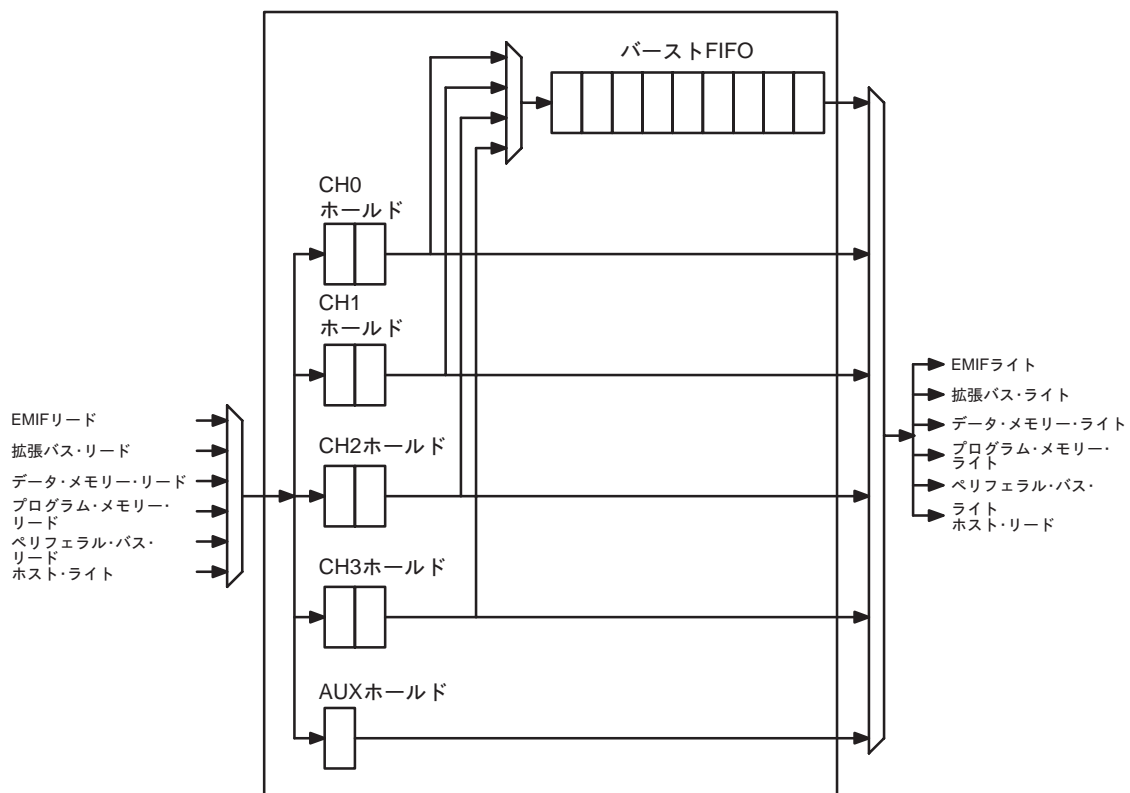 バーストFIFO
CH0
ホールド
CH1
ホールド
CH2ホールド
CH3ホールド
AUXホールド
EMIFリード
拡張バス・リード
データ・メモリー・リード
プログラム・メモリー・
リード
ペリフェラル・バス・
リード
ホスト・ライト
EMIFライト
拡張バス・ライト
データ・メモリー・ライト
プログラム・メモリー・
ライト
ペリフェラル・バス・
ライト
ホスト・リード